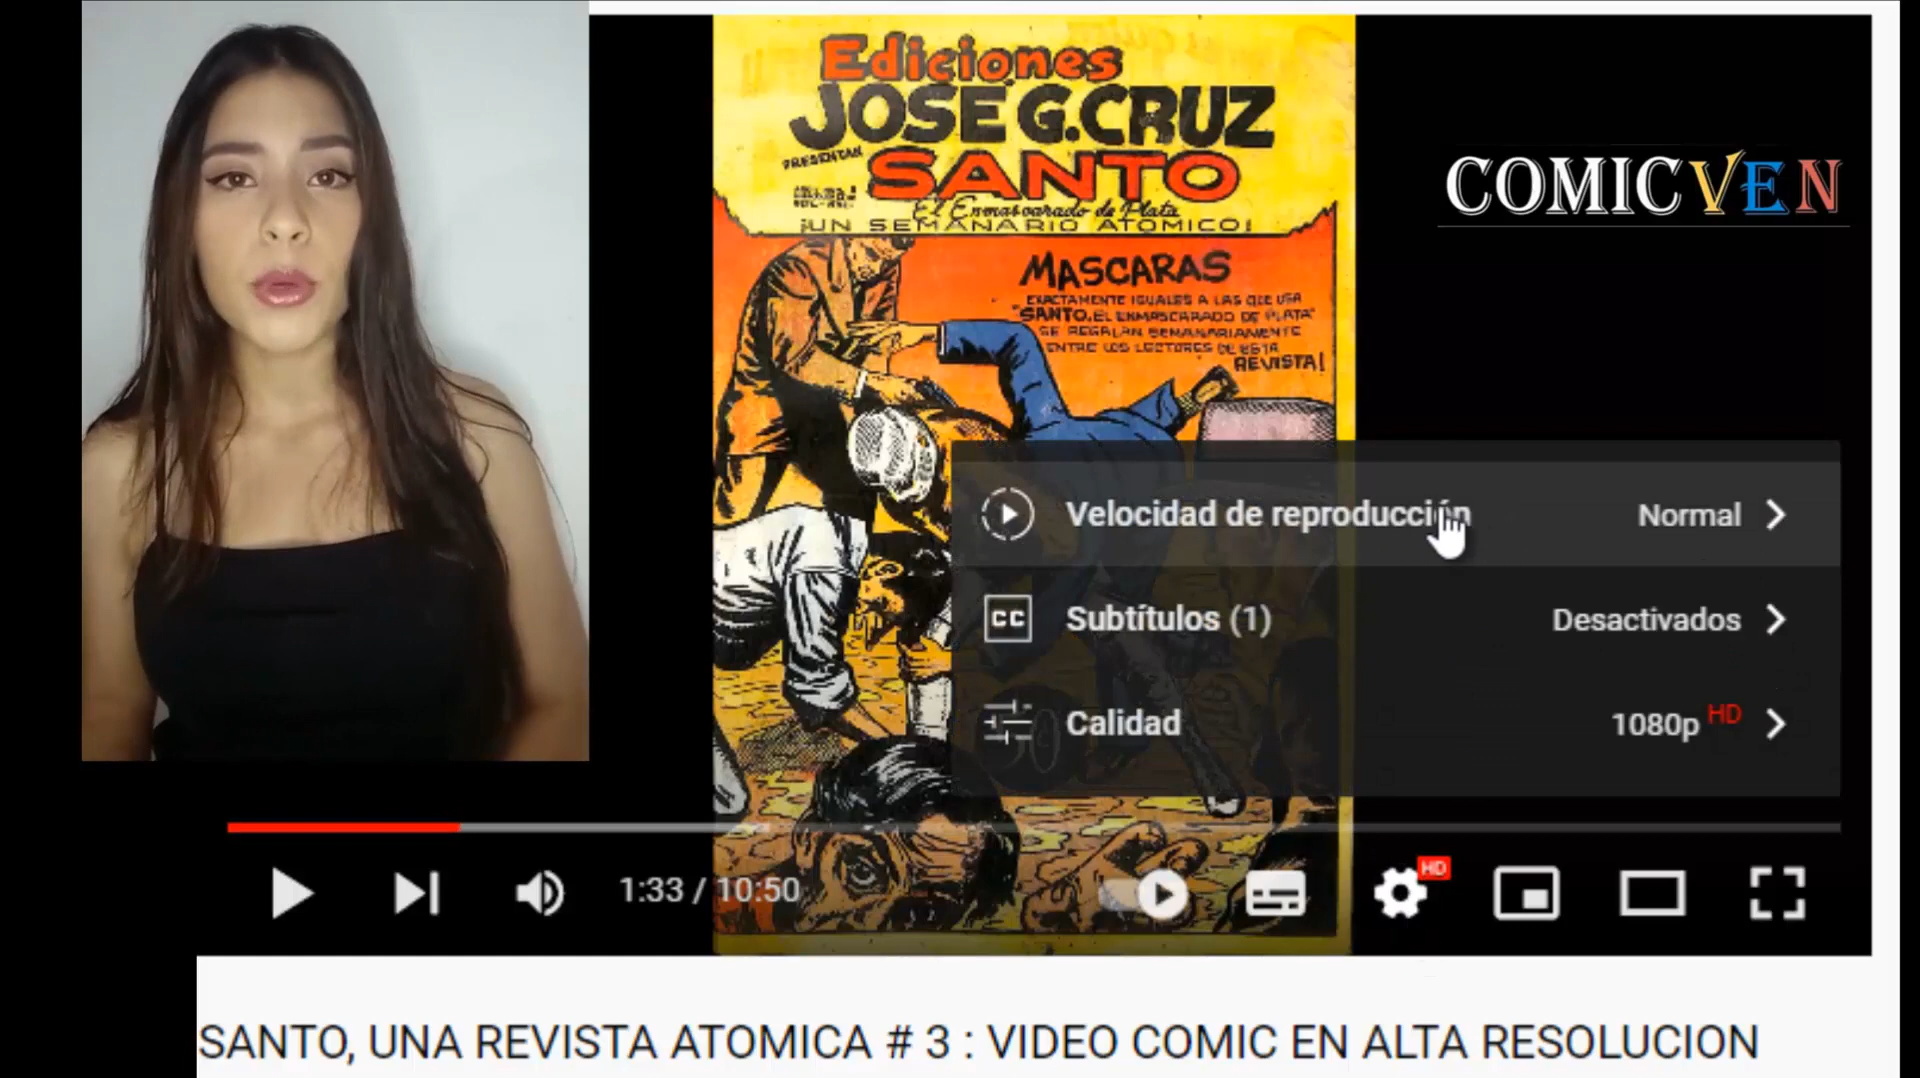 Ediciones
JOSE G. CRUZ
PRESENTAN
SANTO
El Enmascarado de Plata
¡UN SEMANARIO ATOMICO!
COMICVEN
MASCARAS
EXACTAMENTE IGUALES A LAS QUE USA
"SANTO, EL ENMASCARADO DE PLATA"
SE REGALAN SEMANARIAMENTE
ENTRE LOS LECTORES DE ESTA
REVISTA!
Velocidad de reproducción Normal
CC Subtítulos (1) Desactivados
Calidad 1080p HD
1:33 / 10:50
HD
SANTO, UNA REVISTA ATOMICA # 3 : VIDEO COMIC EN ALTA RESOLUCION